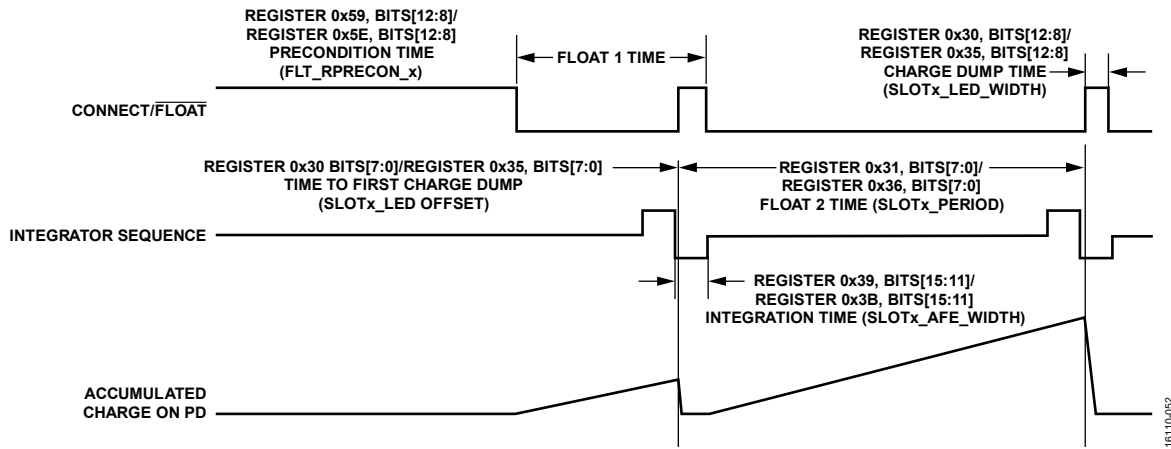 REGISTER 0x59, BITS[12:8]/
REGISTER 0x5E, BITS[12:8]
PRECONDITION TIME
(FLT_RPRECON_x)
FLOAT 1 TIME
REGISTER 0x30, BITS[12:8]/
REGISTER 0x35, BITS[12:8]
CHARGE DUMP TIME
(SLOTx_LED_WIDTH)
CONNECT/FLOAT
REGISTER 0x30 BITS[7:0]/REGISTER 0x35, BITS[7:0]
TIME TO FIRST CHARGE DUMP
(SLOTx_LED OFFSET)
REGISTER 0x31, BITS[7:0]/
REGISTER 0x36, BITS[7:0]
FLOAT 2 TIME (SLOTx_PERIOD)
INTEGRATOR SEQUENCE
REGISTER 0x39, BITS[15:11]/
REGISTER 0x3B, BITS[15:11]
INTEGRATION TIME (SLOTx_AFE_WIDTH)
ACCUMULATED
CHARGE ON PD
16110-052